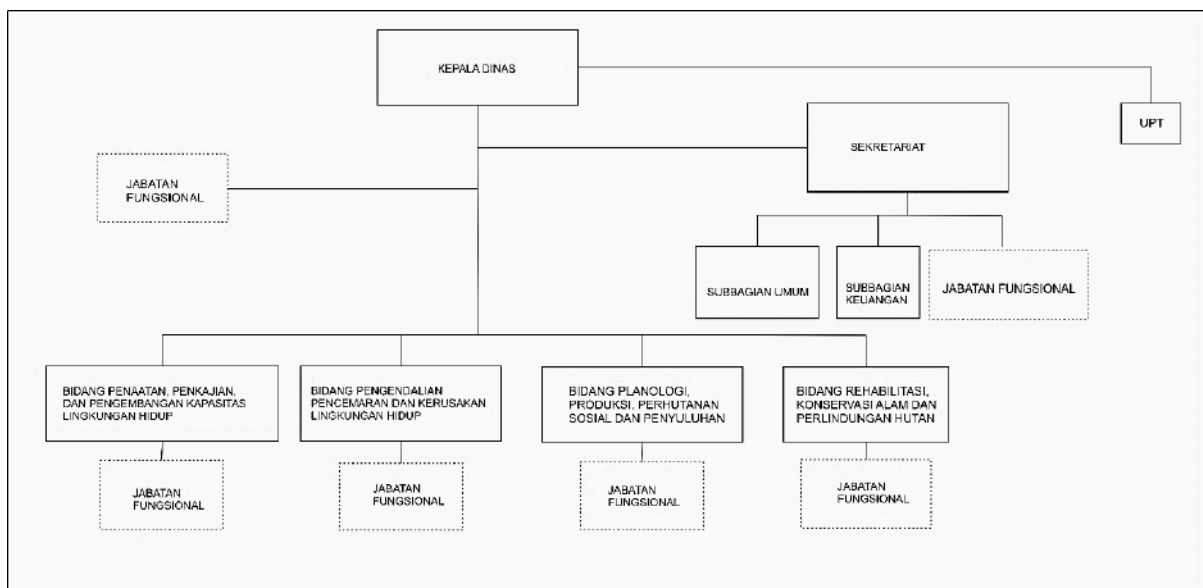 KEPALA DINAS
UPT
SEKRETARIAT
JABATAN
FUNGSIONAL
SUBBAGIAN UMUM
SUBBAGIAN
KEUANGAN
JABATAN FUNGSIONAL
BIDANG PENAATAN, PENKAJIAN,
DAN PENGEMBANGAN KAPASITAS
LINGKUNGAN HIDUP
BIDANG PENGENDALIAN
PENCEMARAN DAN KERUSAKAN
LINGKUNGAN HIDUP
BIDANG PLANOLOGI,
PRODUKSI, PERHUTANAN
SOSIAL DAN PENYULUHAN
BIDANG REHABILITASI,
KONSERVASI ALAM DAN
PERLINDUNGAN HUTAN
JABATAN
FUNGSIONAL
JABATAN
FUNGSIONAL
JABATAN
FUNGSIONAL
JABATAN
FUNGSIONAL